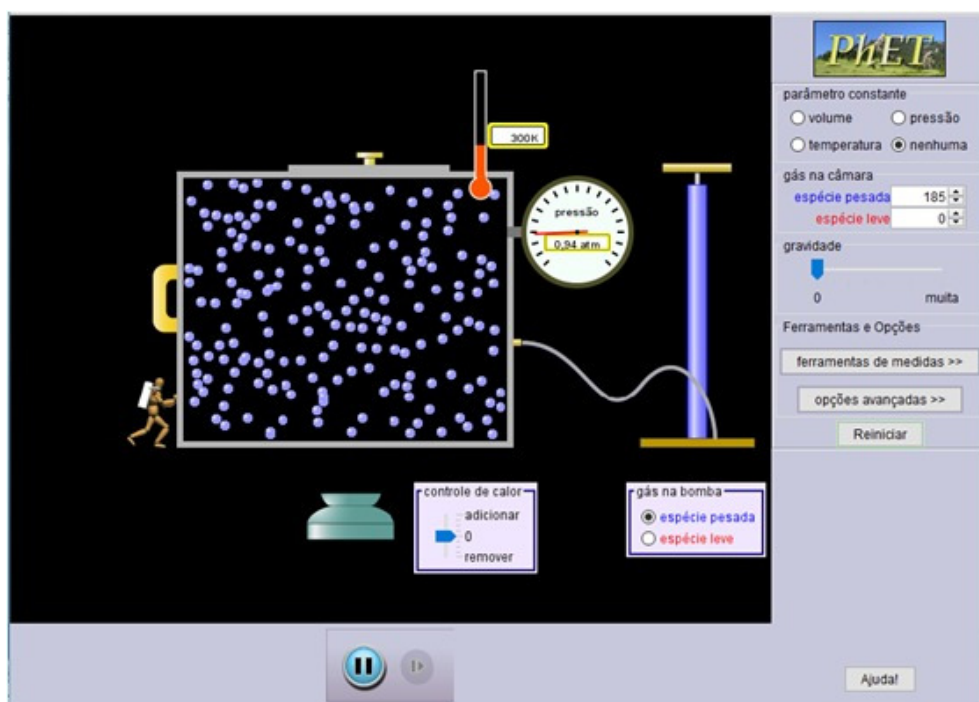 PhET
parâmetro constante
volume
pressão
temperatura
nenhuma
gás na câmara
espécie pesada
185
espécie leve
0
gravidade
0
muita
Ferramentas e Opções
ferramentas de medidas >>
opções avançadas >>
Reiniciar
300K
pressão
0,94 atm
controle de calor
adicionar
0
remover
gás na bomba
espécie pesada
espécie leve
Ajuda!